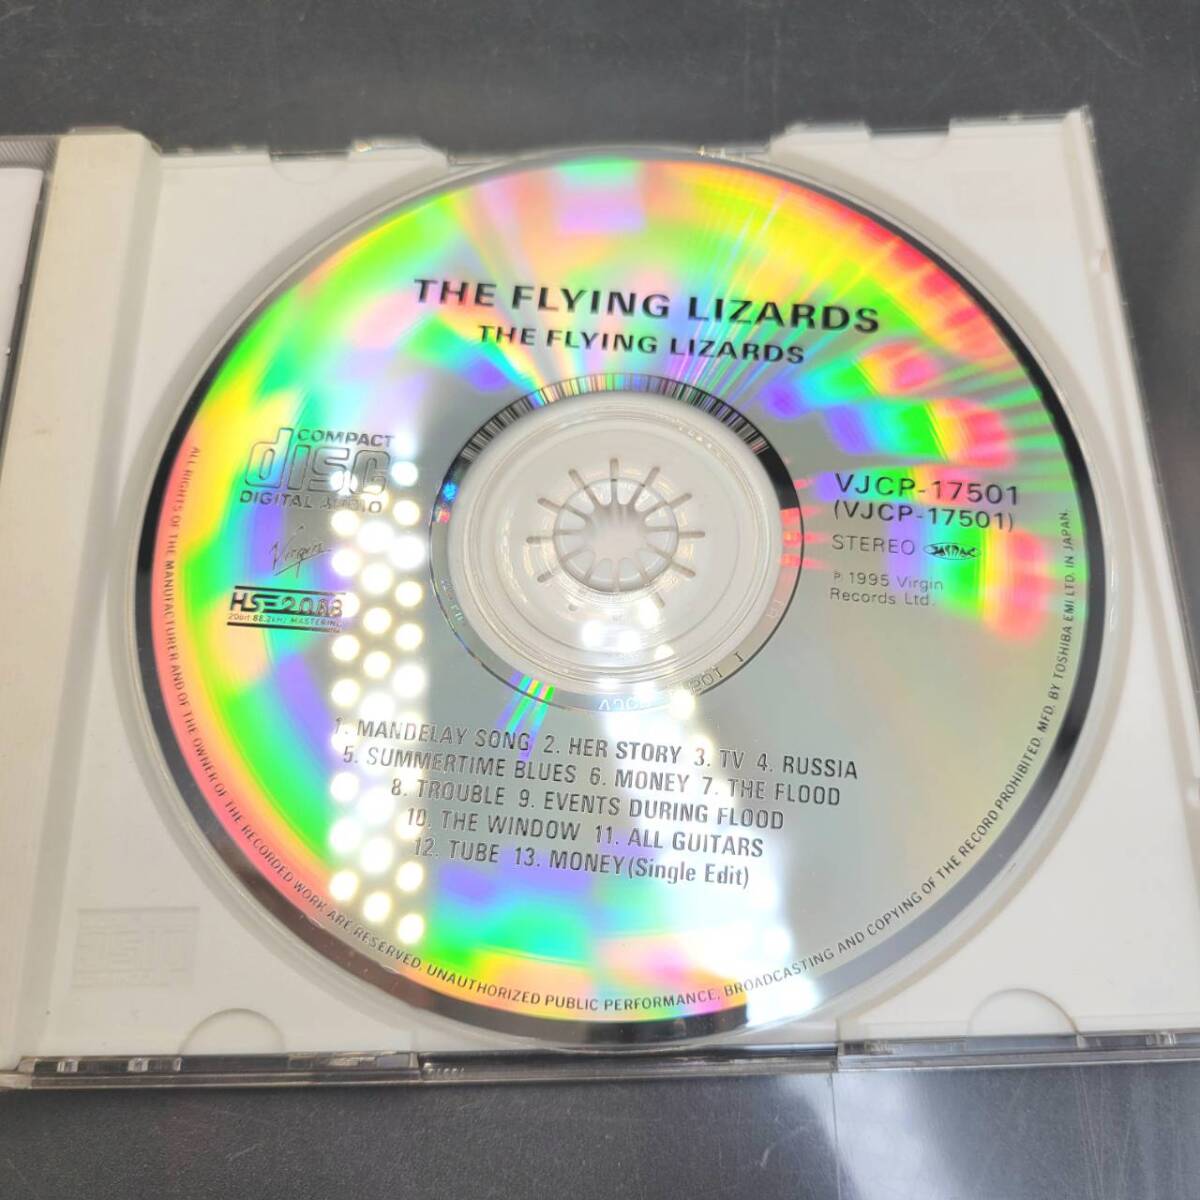 THE FLYING LIZARDS
THE FLYING LIZARDS
COMPACT
disc
DIGITAL AUDIO
Virgin
HS-2088
20bit 88.2kHz MASTERING
VJCP-17501
(VJCP-17501)
STEREO
℗ 1995 Virgin
Records Ltd.
1. MANDELAY SONG 2. HER STORY 3. TV 4. RUSSIA
5. SUMMERTIME BLUES 6. MONEY 7. THE FLOOD
8. TROUBLE 9. EVENTS DURING FLOOD
10. THE WINDOW 11. ALL GUITARS
12. TUBE 13. MONEY(Single Edit)
ALL RIGHTS OF THE MANUFACTURER AND OF THE OWNER OF THE RECORDED WORK ARE RESERVED. UNAUTHORIZED PUBLIC PERFORMANCE, BROADCASTING AND COPYING OF THE RECORD PROHIBITED. MFD. BY TOSHIBA EMI LTD. IN JAPAN.